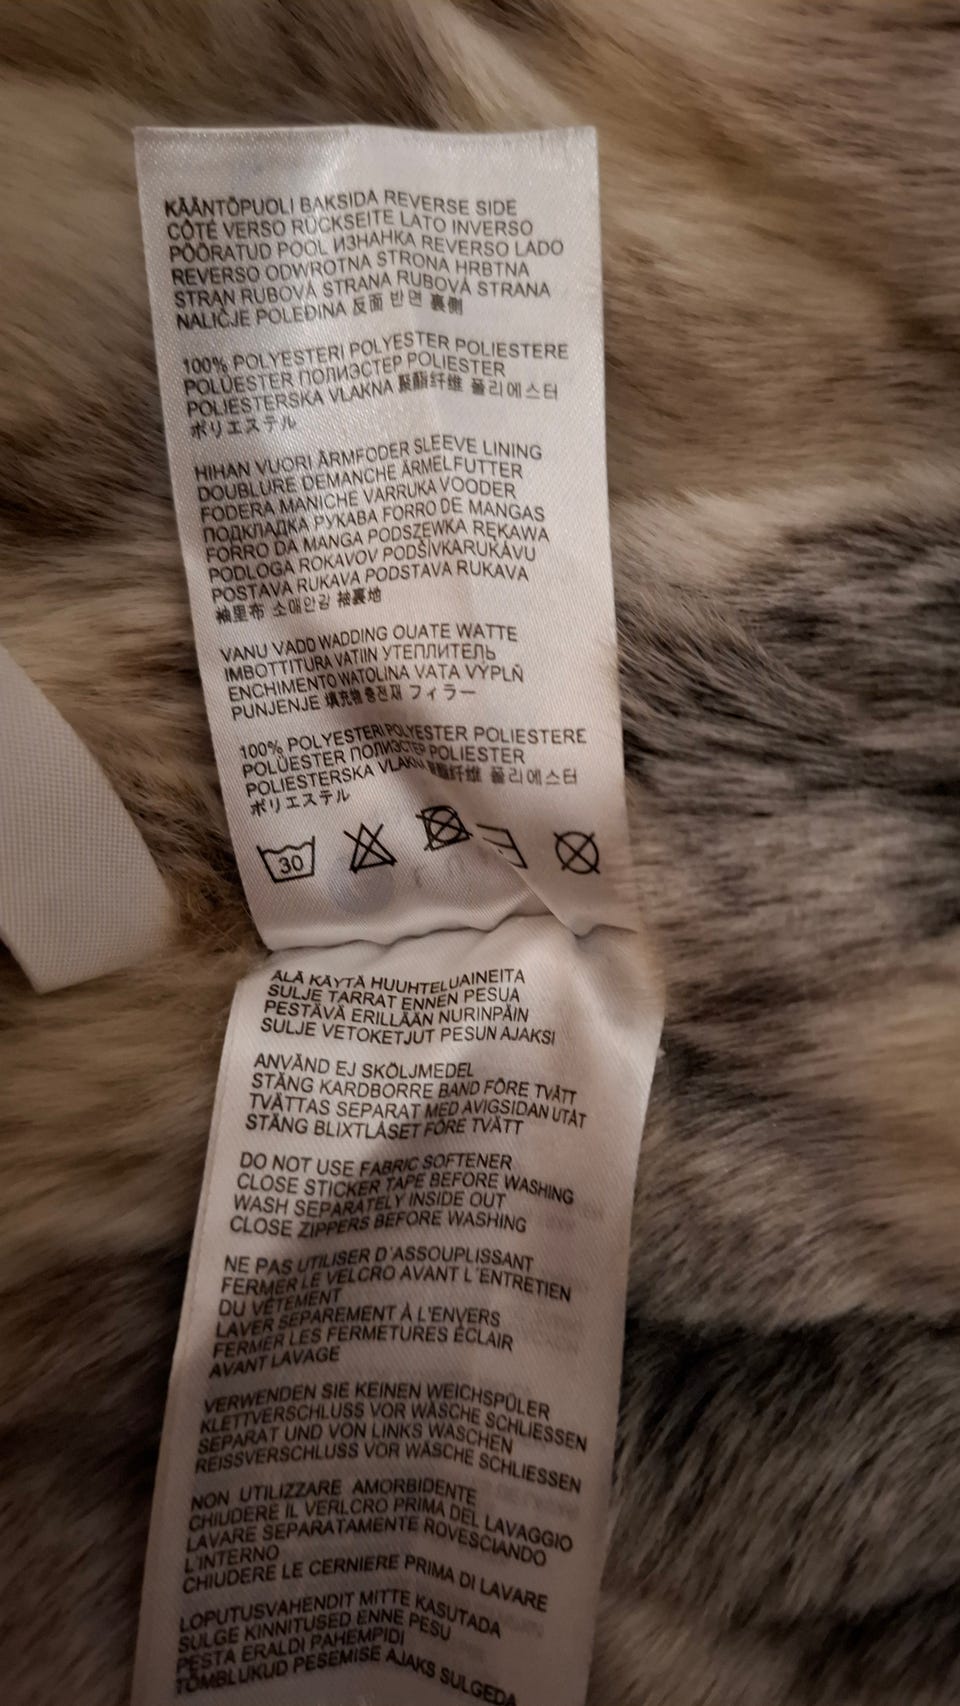 KÄÄNTÖPUOLI BAKSIDA REVERSE SIDE
CÔTÉ VERSO RÜCKSEITE LATO INVERSO
PÖÖRATUD POOL ИЗНАНКА REVERSO LADO
REVERSO ODWROTNA STRONA HRBTNA
STRAN RUBOVÁ STRANA RUBOVÁ STRANA
NALIČJE POLEĐINA 反面 반면 裏側
100% POLYESTERI POLYESTER POLIESTERE
POLÜESTER ПОЛИЭСТЕР POLIESTER
POLIESTERSKA VLAKNA 聚酯纤维 폴리에스터
ポリエステル
HIHAN VUORI ÄRMFODER SLEEVE LINING
DOUBLURE DEMANCHE ÄRMELFUTTER
FODERA MANICHE VARRUKA VOODER
ПОДКЛАДКА РУКАВА FORRO DE MANGAS
FORRO DA MANGA PODSZEWKA RĘKAWA
PODLOGA ROKAVOV PODŠÍVKARUKÁVU
POSTAVA RUKAVA PODSTAVA RUKAVA
袖里布 소매안감 袖裏地
VANU VADD WADDING OUATE WATTE
IMBOTTITURA VATIIN УТЕПЛИТЕЛЬ
ENCHIMENTO WATOLINA VATA VÝPLŇ
PUNJENJE 填充物 충전재 フィラー
100% POLYESTERI POLYESTER POLIESTERE
POLÜESTER ПОЛИЭСТЕР POLIESTER
POLIESTERSKA VLAKN 聚酯纤维 폴리에스터
ポリエステル
30
ÄLÄ KÄYTÄ HUUHTELUAINEITA
SULJE TARRAT ENNEN PESUA
PESTÄVÄ ERILLÄÄN NURINPÄIN
SULJE VETOKETJUT PESUN AJAKSI
ANVÄND EJ SKÖLJMEDEL
STÄNG KARDBORRE BAND FÖRE TVÄTT
TVÄTTAS SEPARAT MED AVIGSIDAN UTÅT
STÄNG BLIXTLÅSET FÖRE TVÄTT
DO NOT USE FABRIC SOFTENER
CLOSE STICKER TAPE BEFORE WASHING
WASH SEPARATELY INSIDE OUT
CLOSE ZIPPERS BEFORE WASHING
NE PAS UTILISER D'ASSOUPLISSANT
FERMER LE VELCRO AVANT L'ENTRETIEN
DU VÊTEMENT
LAVER SEPAREMENT À L'ENVERS
FERMER LES FERMETURES ÉCLAIR
AVANT LAVAGE
VERWENDEN SIE KEINEN WEICHSPÜLER
KLETTVERSCHLUSS VOR WÄSCHE SCHLIESSEN
SEPARAT UND VON LINKS WASCHEN
REISSVERSCHLUSS VOR WÄSCHE SCHLIESSEN
NON UTILIZZARE AMORBIDENTE
CHIUDERE IL VERLCRO PRIMA DEL LAVAGGIO
LAVARE SEPARATAMENTE ROVESCIANDO
L'INTERNO
CHIUDERE LE CERNIERE PRIMA DI LAVARE
LOPUTUSVAHENDIT MITTE KASUTADA
SULGE KINNITUSED ENNE PESU
PESTA ERALDI PAHEMPIDI
TÕMBLUKUD PESEMISE AJAKS SULGEDA